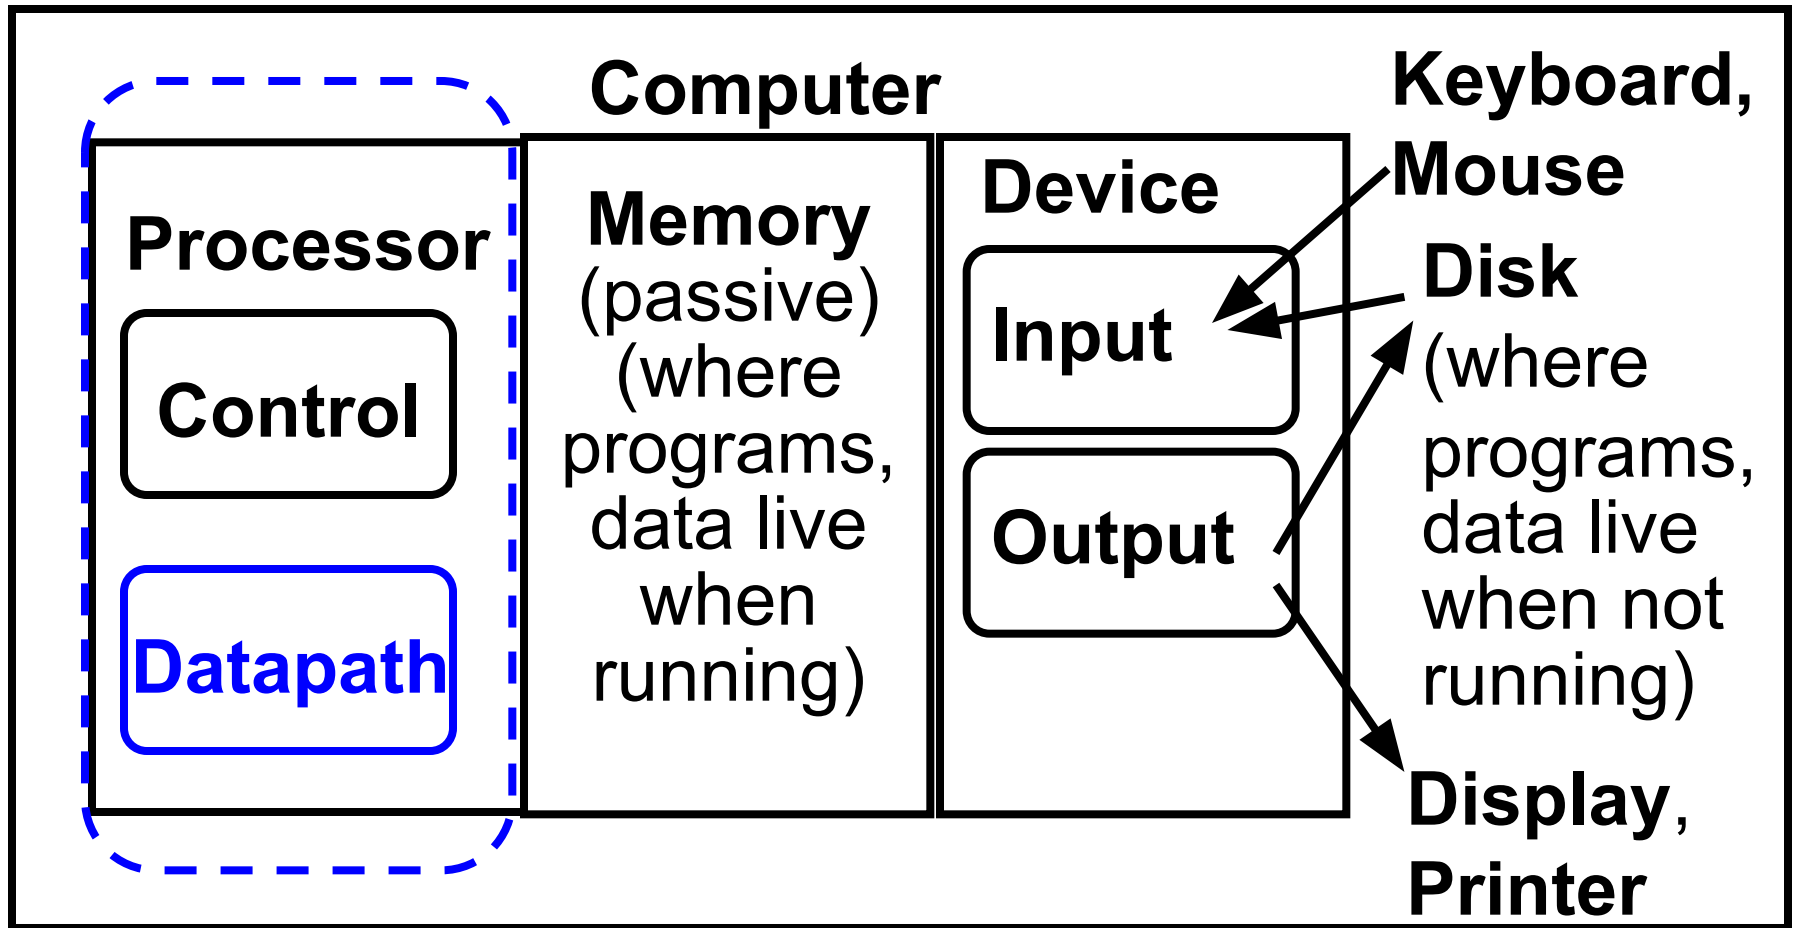 Computer
Processor
Control
Datapath
Memory
(passive)
(where
programs,
data live
when
running)
Device
Input
Output
Keyboard,
Mouse
Disk
(where
programs,
data live
when not
running)
Display,
Printer